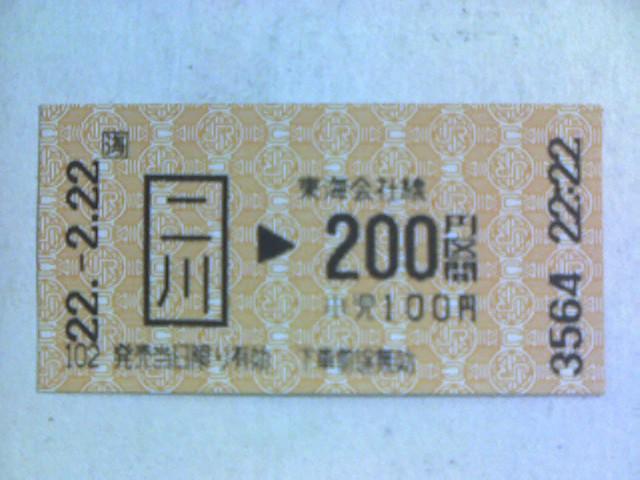 海
22.-2.22
二川
▶
東海会社線
200円区間
小児100円
102 発売当日限り有効 下車前途無効
3564 22:22